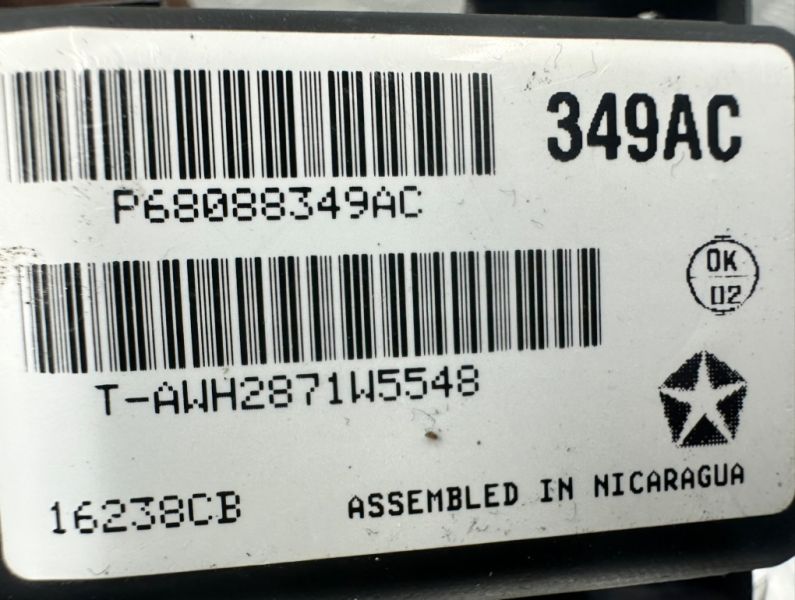 349AC
P68088349AC
OK
02
T-AWH2871W5548
16238CB
ASSEMBLED IN NICARAGUA